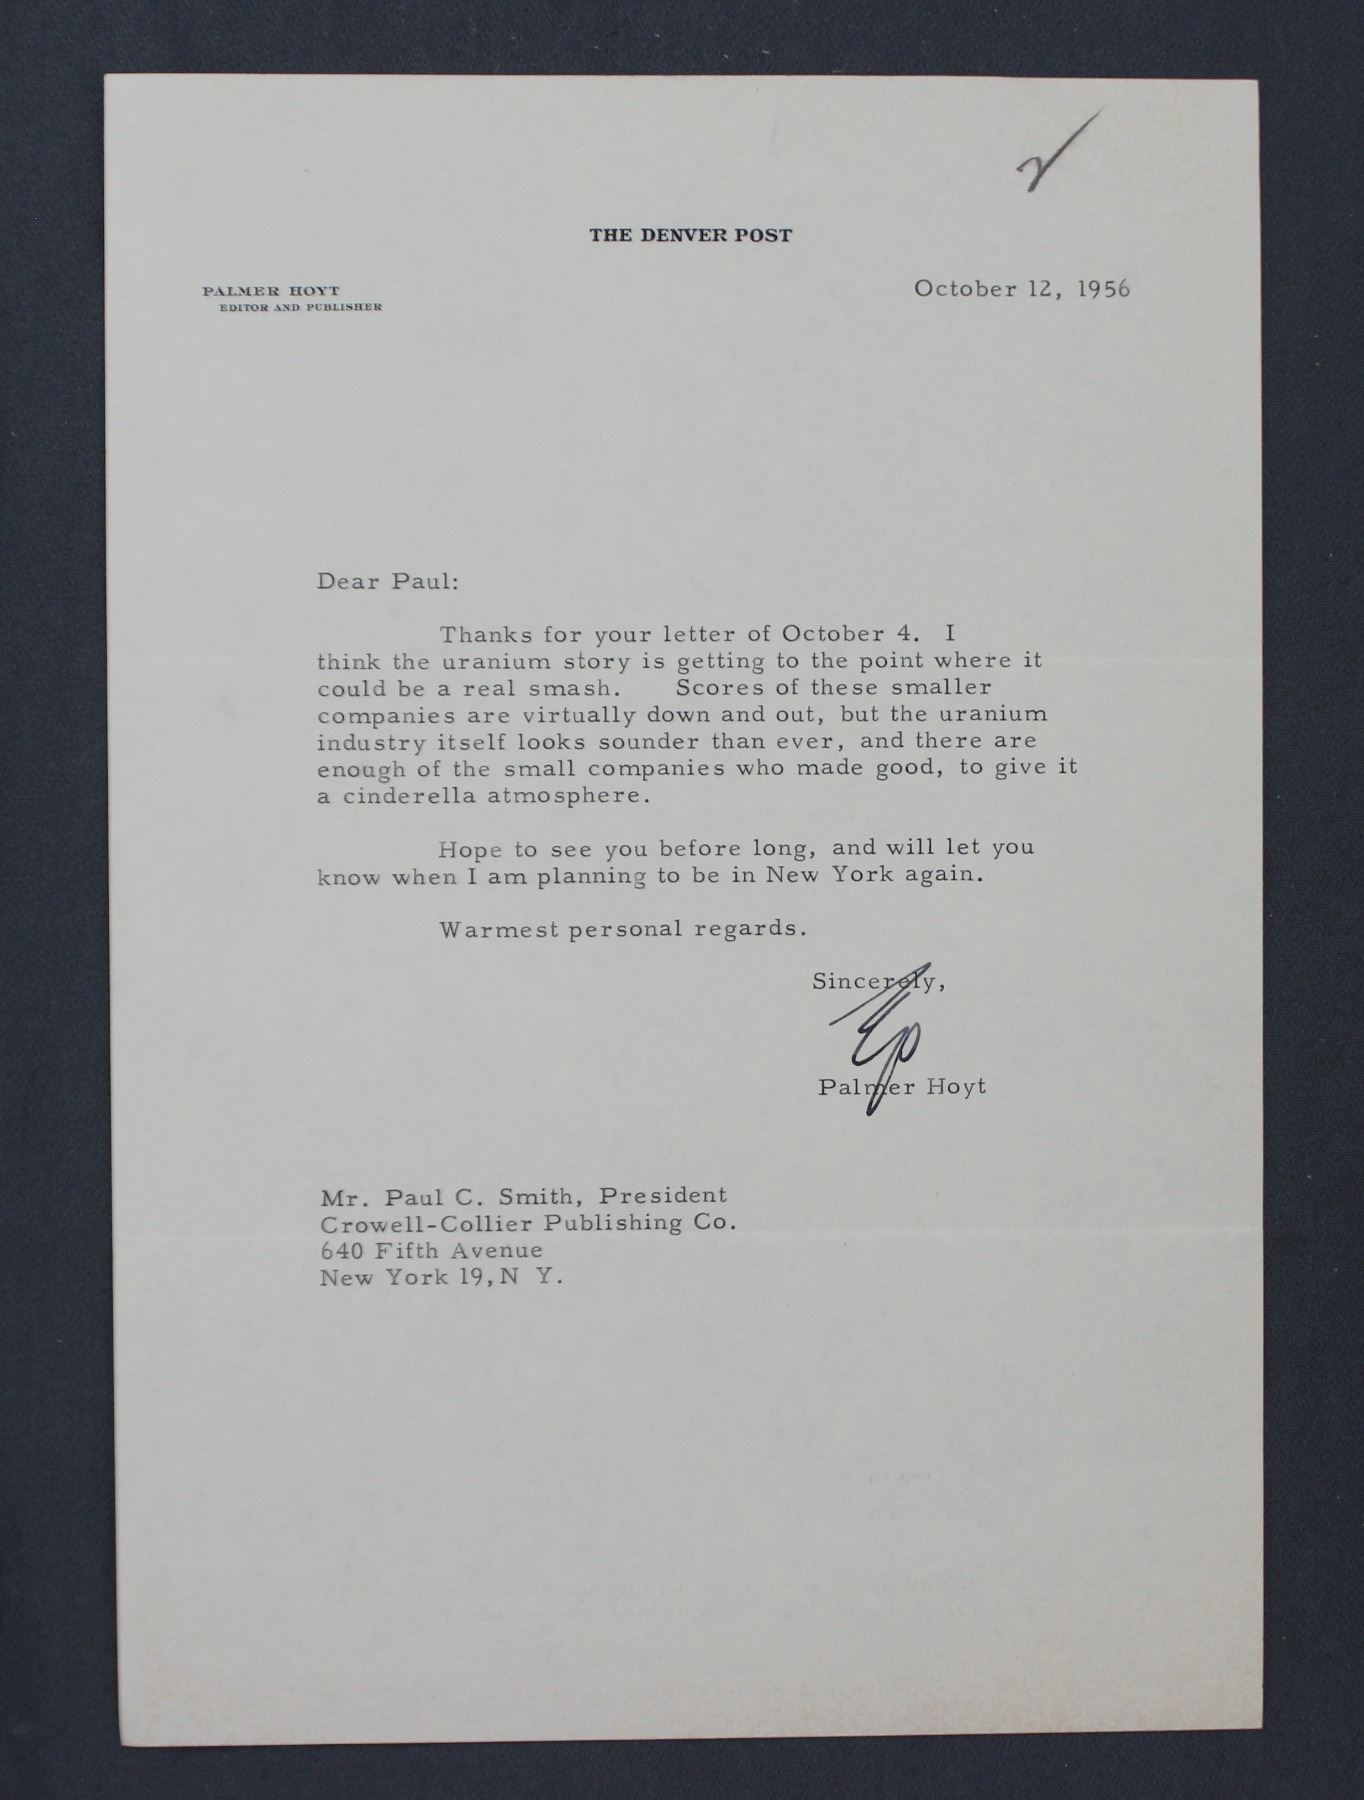 THE DENVER POST
PALMER HOYT
EDITOR AND PUBLISHER
October 12, 1956
Dear Paul:
Thanks for your letter of October 4. I
think the uranium story is getting to the point where it
could be a real smash. Scores of these smaller
companies are virtually down and out, but the uranium
industry itself looks sounder than ever, and there are
enough of the small companies who made good, to give it
a cinderella atmosphere.
Hope to see you before long, and will let you
know when I am planning to be in New York again.
Warmest personal regards.
Sincerely,
Ep
Palmer Hoyt
Mr. Paul C. Smith, President
Crowell-Collier Publishing Co.
640 Fifth Avenue
New York 19, N Y.